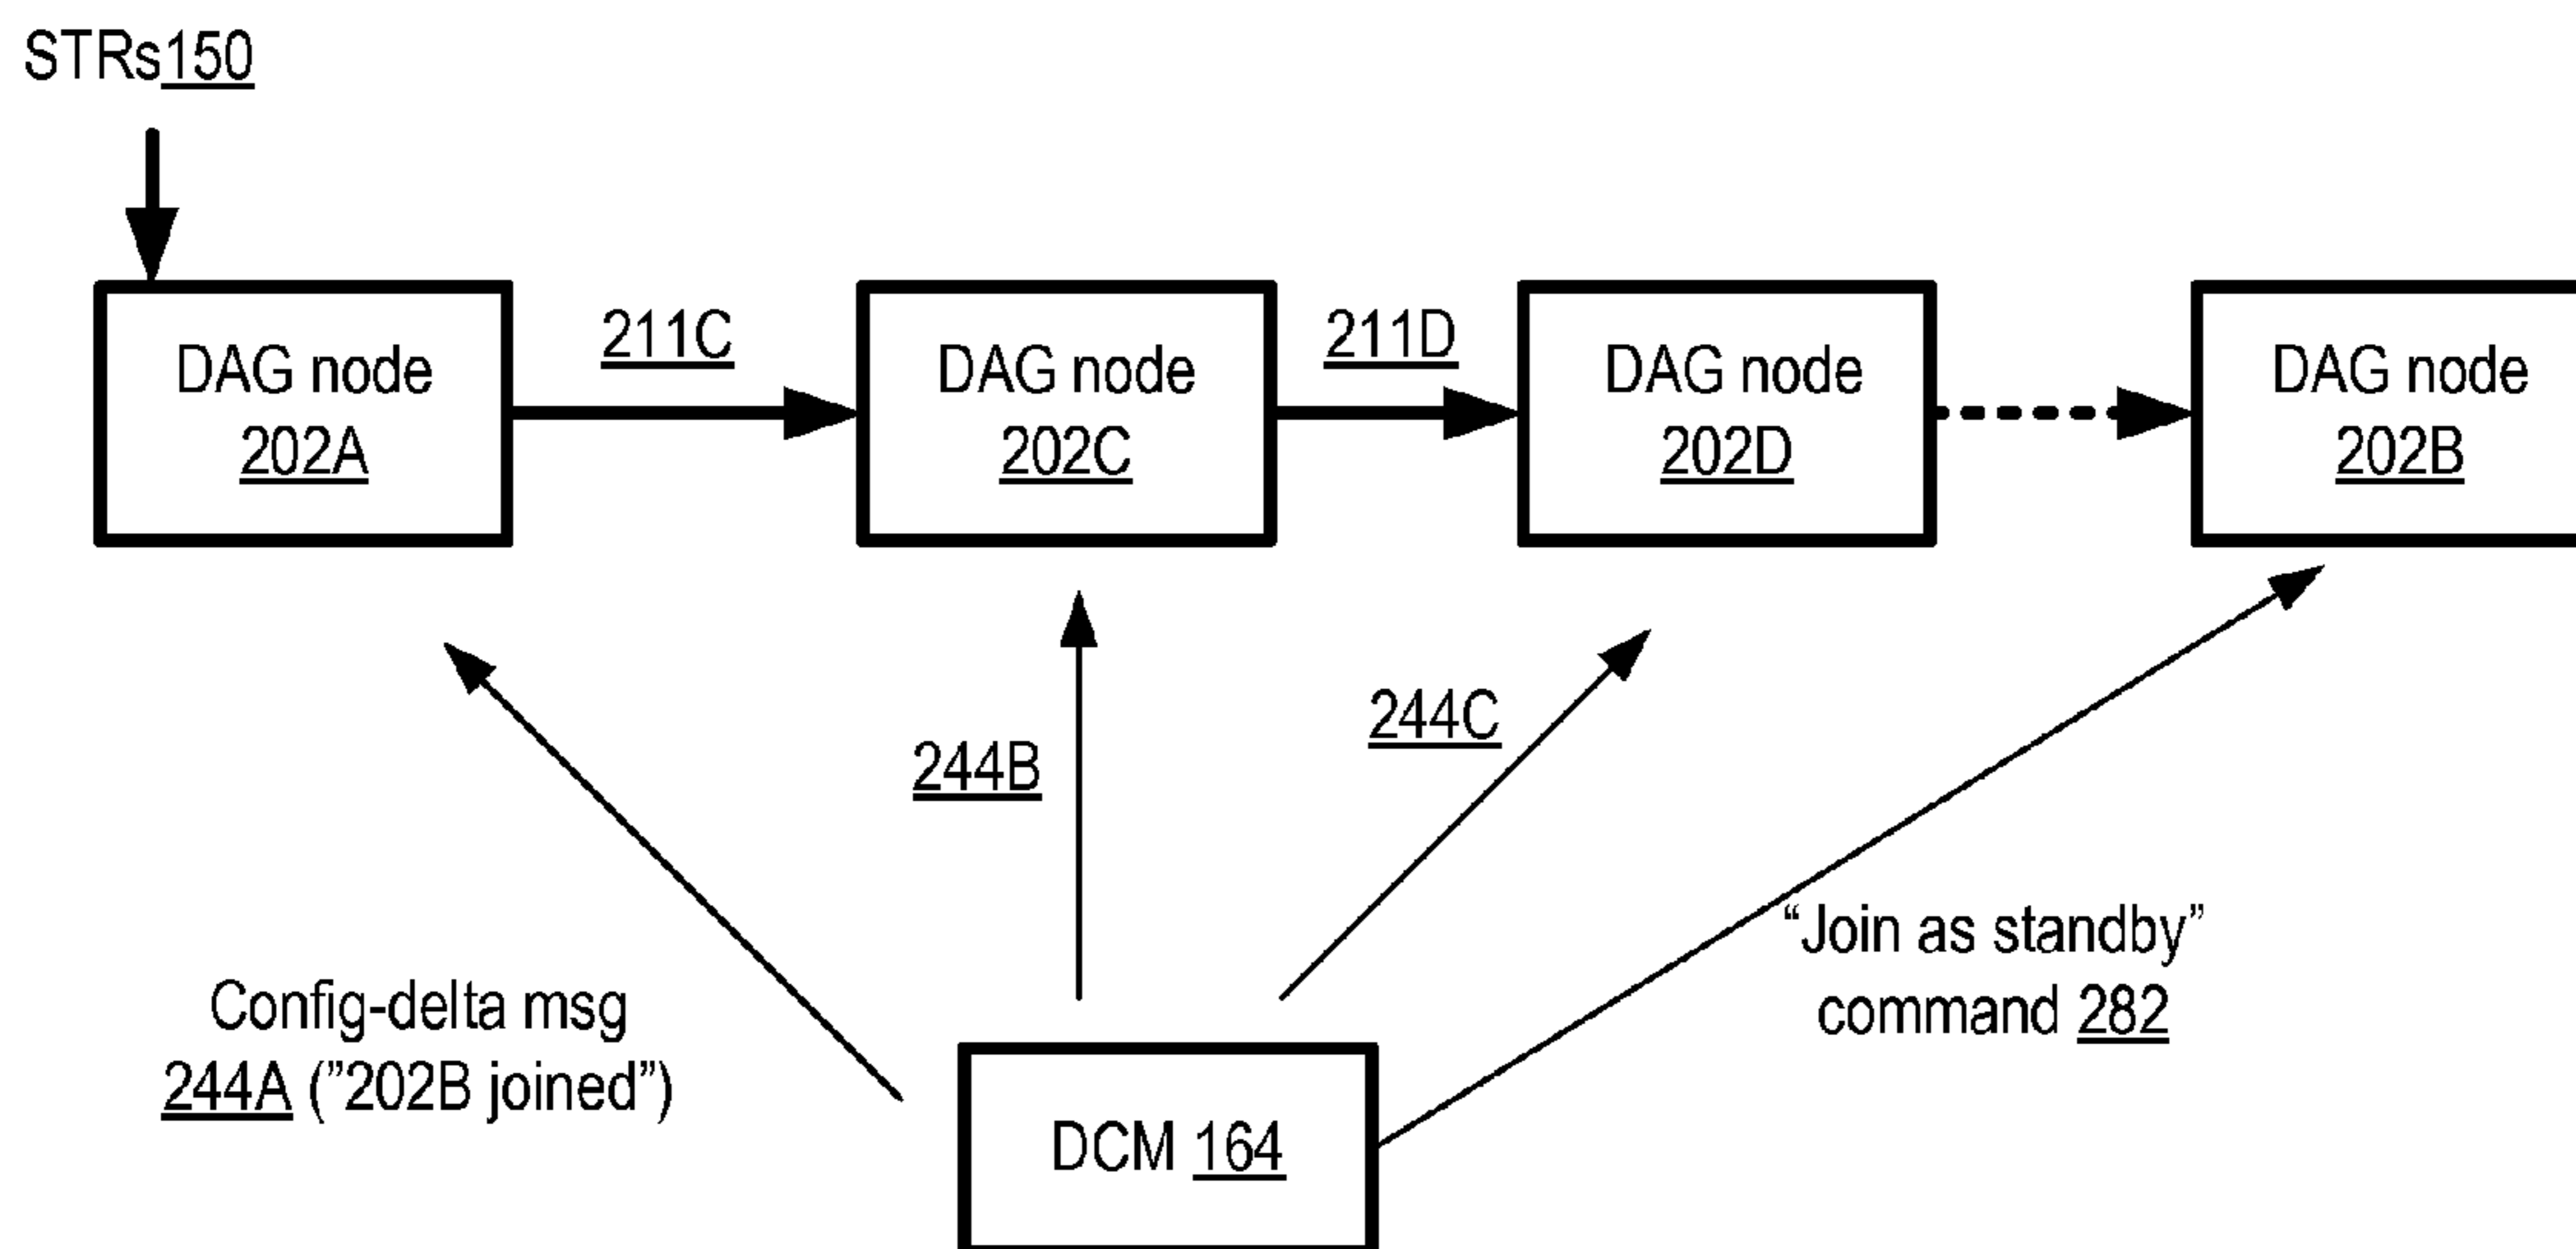 STRs150
211C
211D
DAG node
202A
DAG node
202C
DAG node
202D
DAG node
202B
244B
244C
Config-delta msg
244A (”202B joined”)
“Join as standby”
command 282
DCM 164